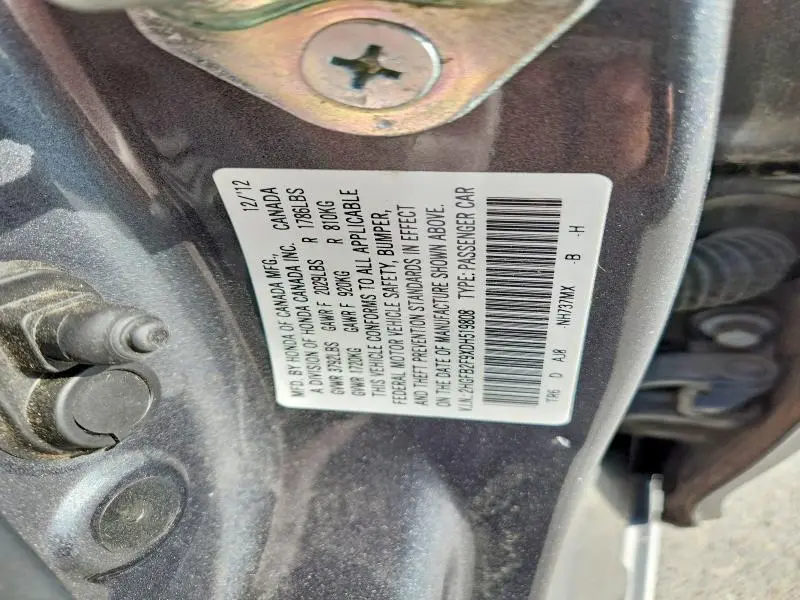 MFD. BY HONDA OF CANADA MFG., 12/12
A DIVISION OF HONDA CANADA INC. CANADA
GVWR 3792LBS GAWR F 2029LBS R 1786LBS
GVWR 1720KG GAWR F 920KG R 810KG
THIS VEHICLE CONFORMS TO ALL APPLICABLE
FEDERAL MOTOR VEHICLE SAFETY, BUMPER,
AND THEFT PREVENTION STANDARDS IN EFFECT
ON THE DATE OF MANUFACTURE SHOWN ABOVE.
V.I.N.: 2HGFB2F9XDH519808 TYPE: PASSENGER CAR
TR6 D A/8 -NH737MX -B -H